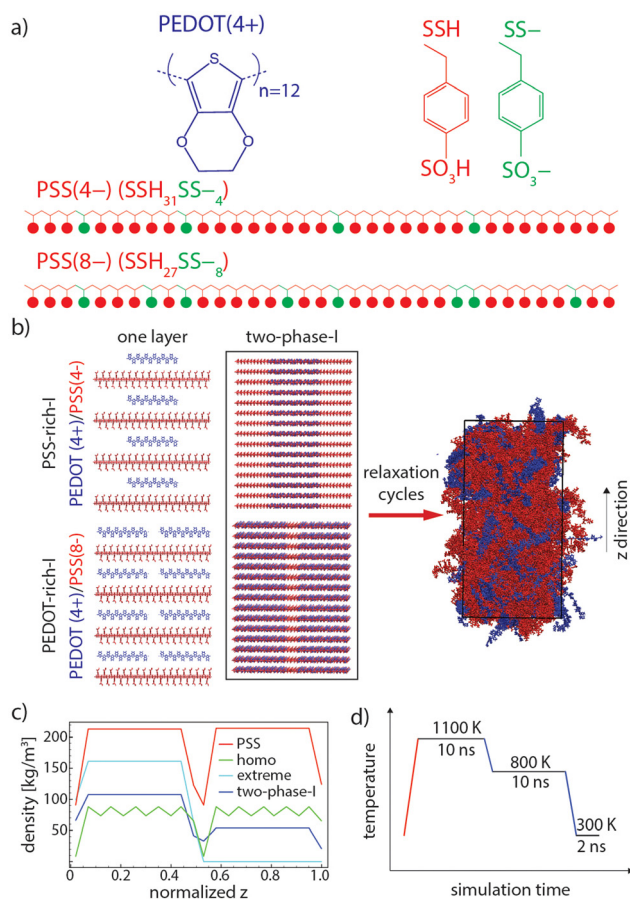 a)
PEDOT(4+)
S
O
O
n=12
SSH
SS−
SO₃H
SO₃−
PSS(4−) (SSH₃₁SS−₄)
PSS(8−) (SSH₂₇SS−₈)
b)
one layer
two-phase-I
PSS-rich-I
PEDOT (4+)/PSS(4-)
PEDOT-rich-I
PEDOT (4+)/PSS(8-)
relaxation
cycles
z direction
c)
density [kg/m³]
200
150
100
50
PSS
homo
extreme
two-phase-I
0 0.2 0.4 0.6 0.8 1.0
normalized z
d)
temperature
1100 K
10 ns
800 K
10 ns
300 K
2 ns
simulation time